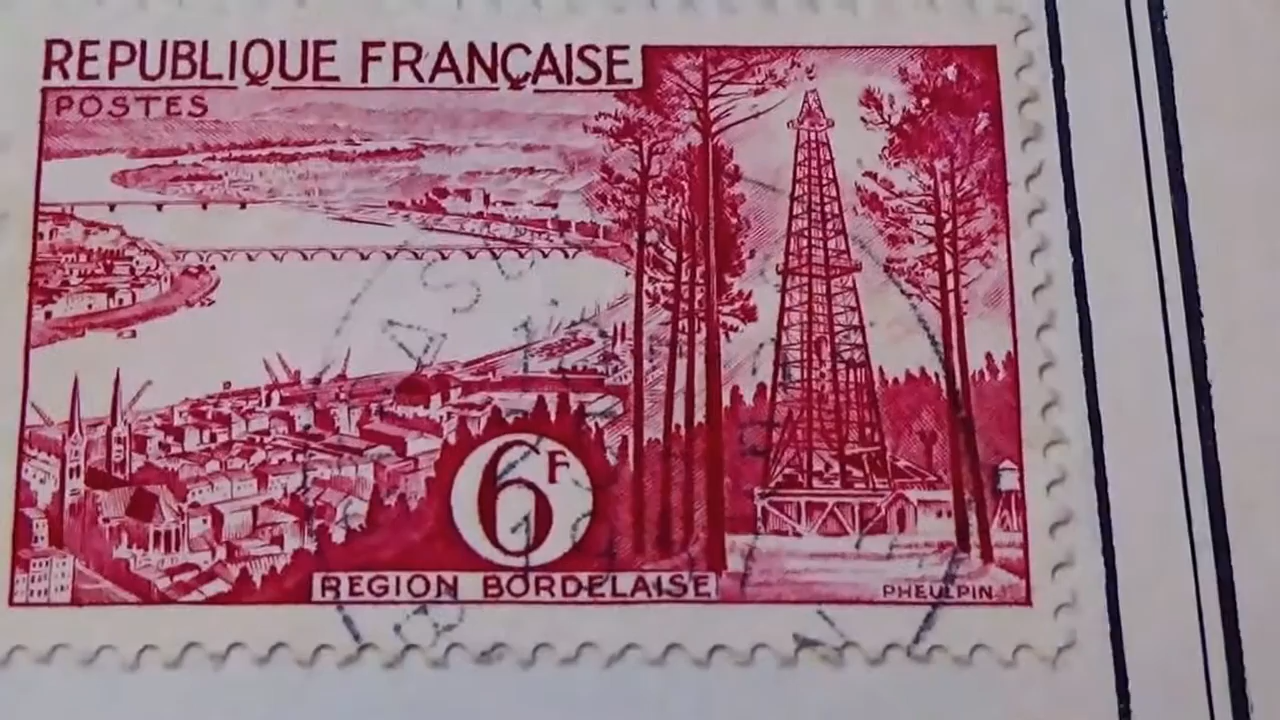 REPUBLIQUE FRANÇAISE
POSTES
6F
REGION BORDELAISE
PHEULPIN